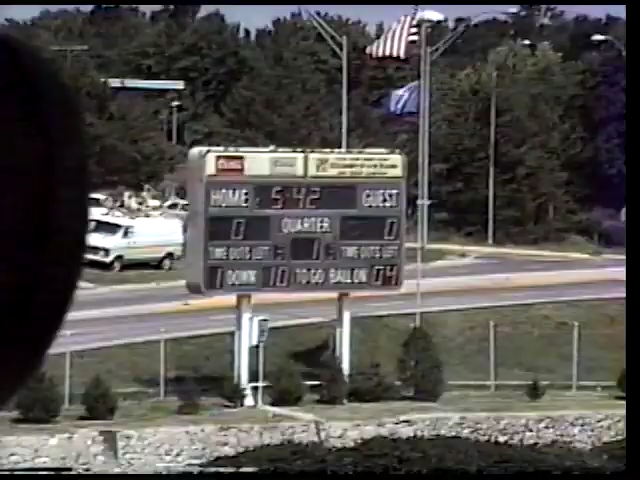 HOME 5:42 GUEST
0 QUARTER 0
TIME OUTS LEFT 1 TIME OUTS LEFT
1 DOWN 10 TO GO BALL ON 04